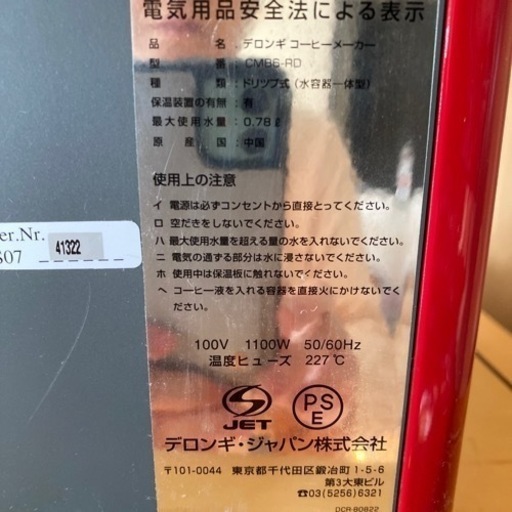 電気用品安全法による表示
品 名:デロンギ コーヒーメーカー
型 番:CMB6-RD
種 類:ドリップ式(水容器一体型)
保温装置の有無:有
最大使用水量:0.78ℓ
原 産 国:中国
使用上の注意
イ 電源は必ずコンセントから直接とってください。
ロ 空だきをしないでください。
ハ 最大使用水量を超える量の水を入れないでください。
ニ 電気の通ずる部分は水に浸さないでください。
ホ 使用中は保温板に触れないでください。
ヘ コーヒー液を入れる容器を直接火にかけないでくだ
100V 1100W 50/60Hz
温度ヒューズ 227℃
S JET
PS
E
デロンギ・ジャパン株式会社
〒101-0044 東京都千代田区鍛冶町1-5-6
第3大東ビル
☎03(5256)6321
DCR-80822
er.Nr.
607
41322